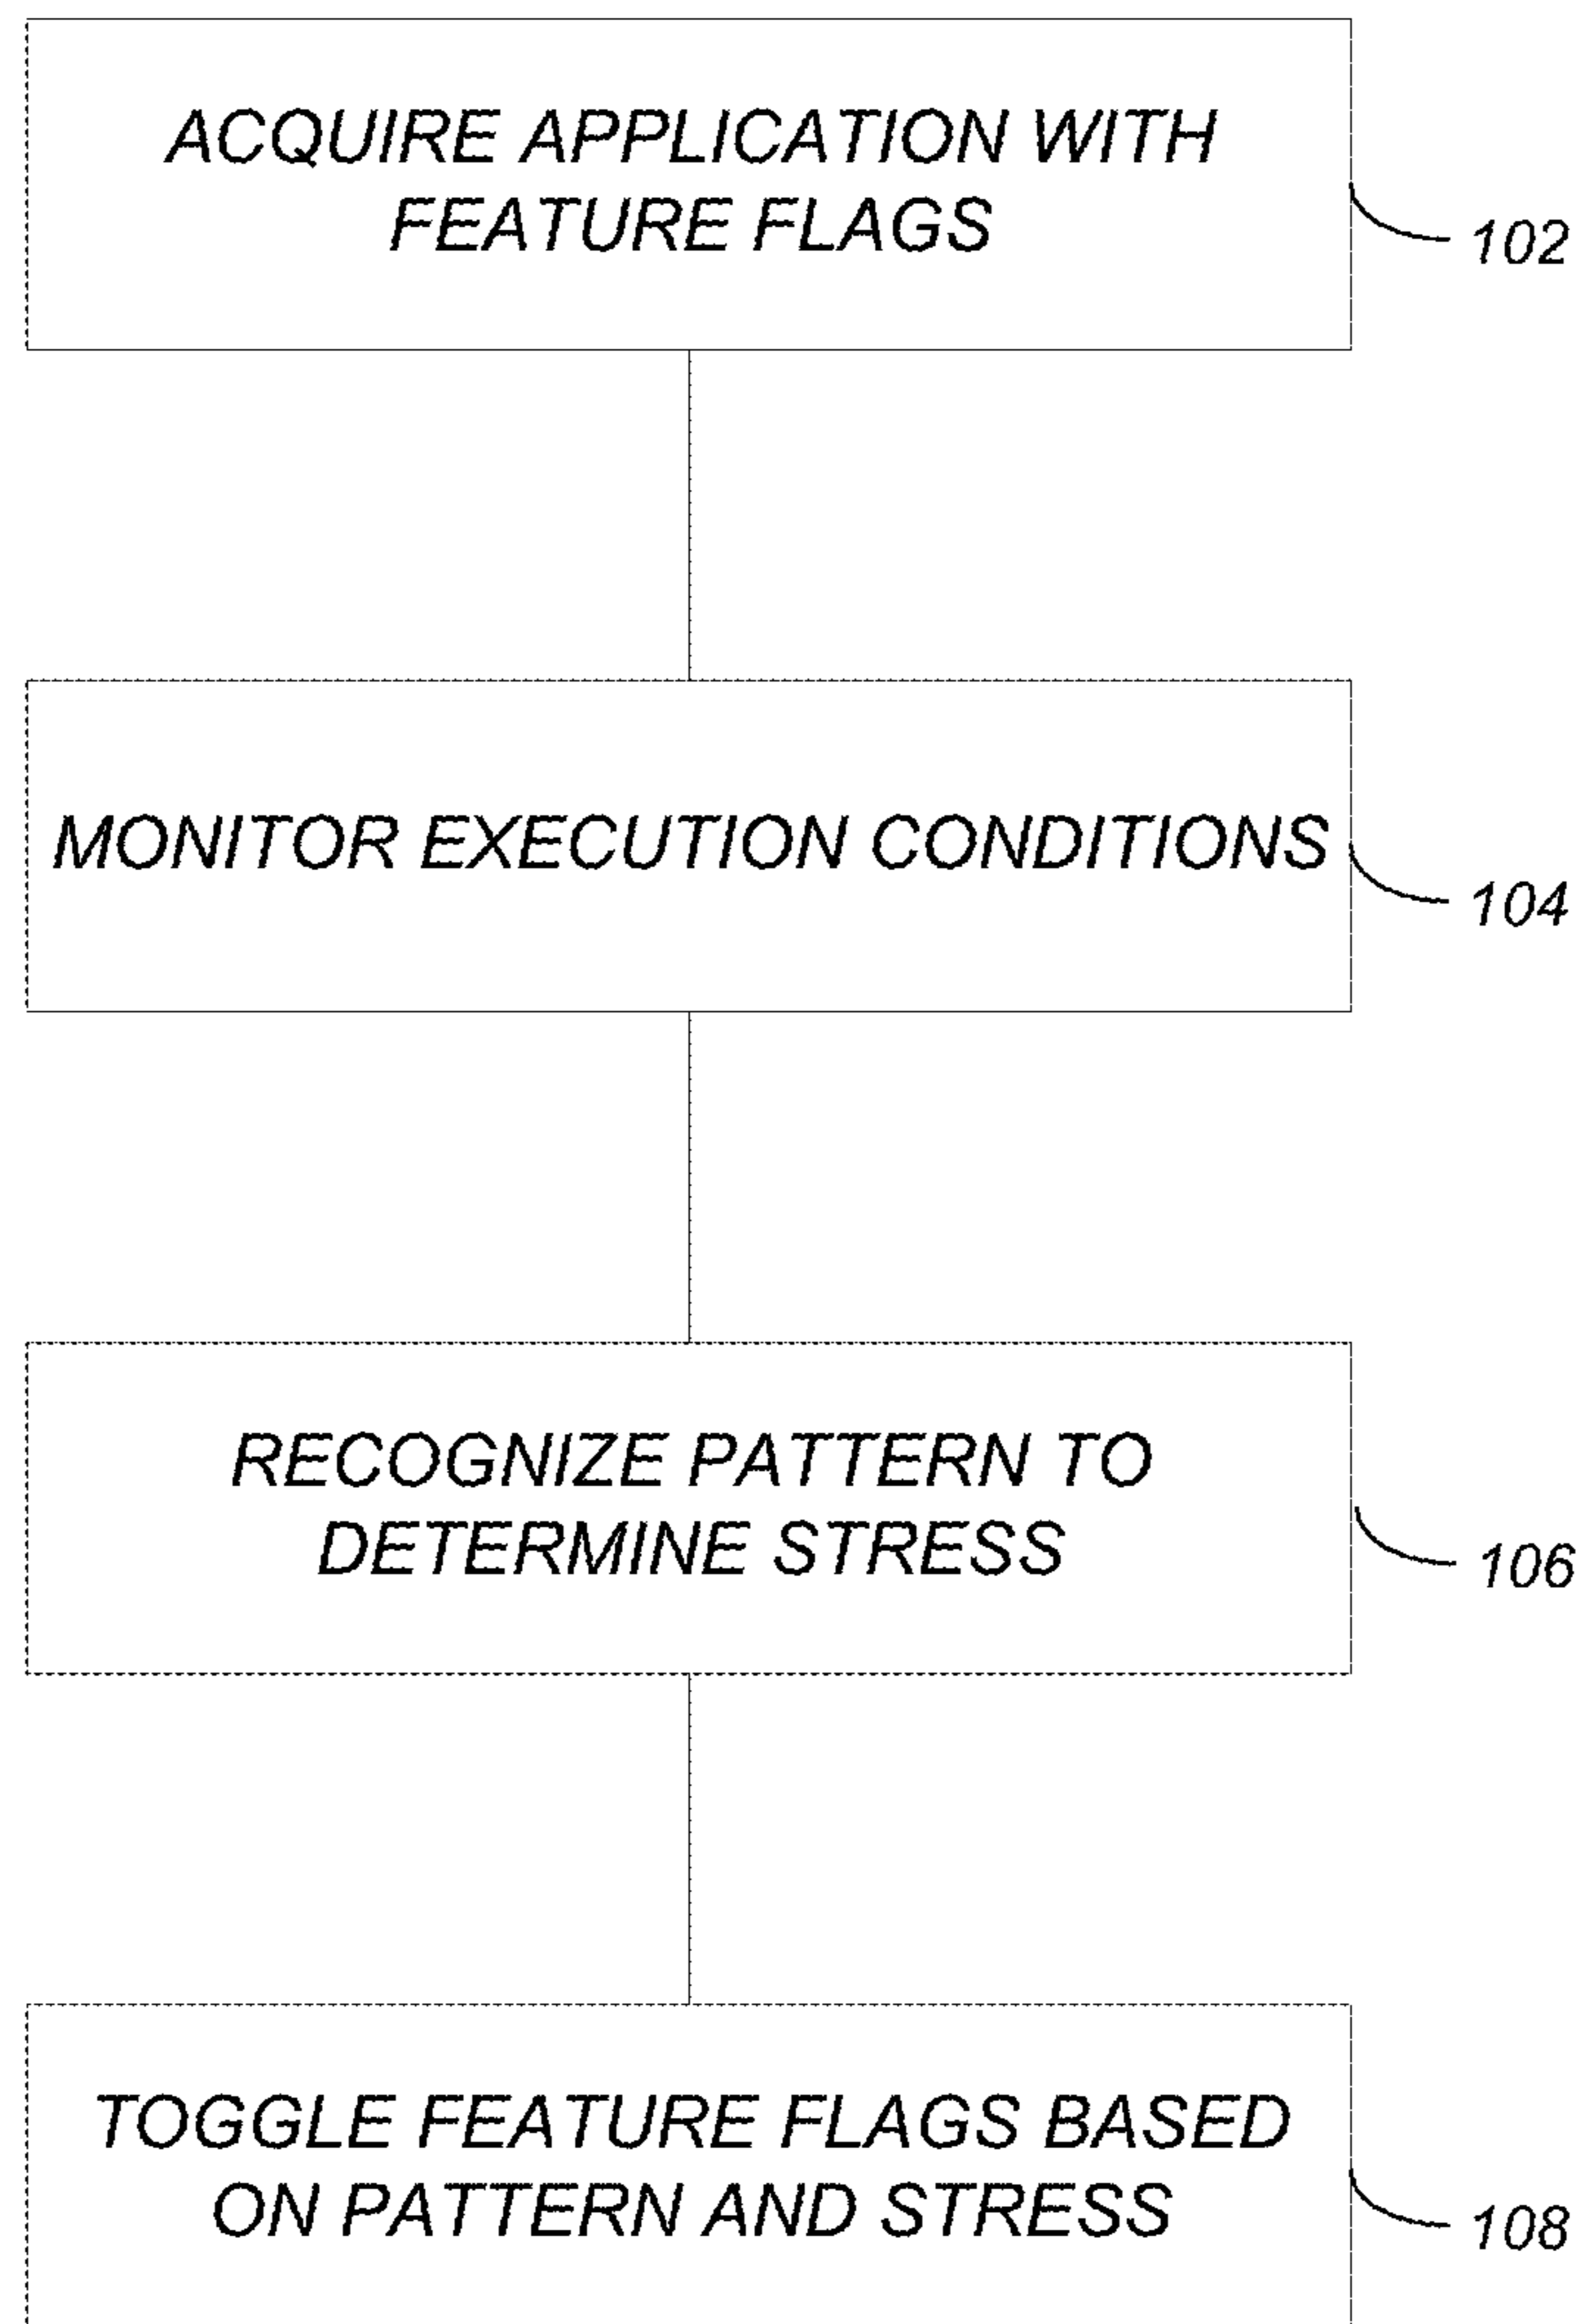 ACQUIRE APPLICATION WITH
FEATURE FLAGS
102
MONITOR EXECUTION CONDITIONS
104
RECOGNIZE PATTERN TO
DETERMINE STRESS
106
TOGGLE FEATURE FLAGS BASED
ON PATTERN AND STRESS
108